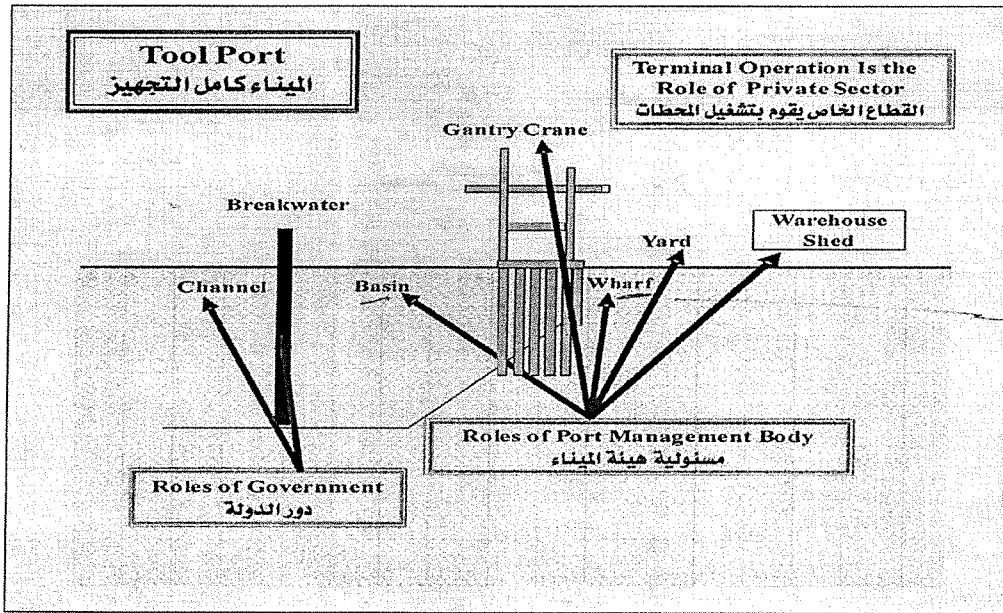 Tool Port
الميناء كامل التجهيز
Terminal Operation Is the
Role of Private Sector
القطاع الخاص يقوم بتشغيل المحطات
Gantry Crane
Breakwater
Warehouse
Shed
Yard
Channel
Basin
Wharf
Roles of Port Management Body
مسئولية هيئة الميناء
Roles of Government
دور الدولة